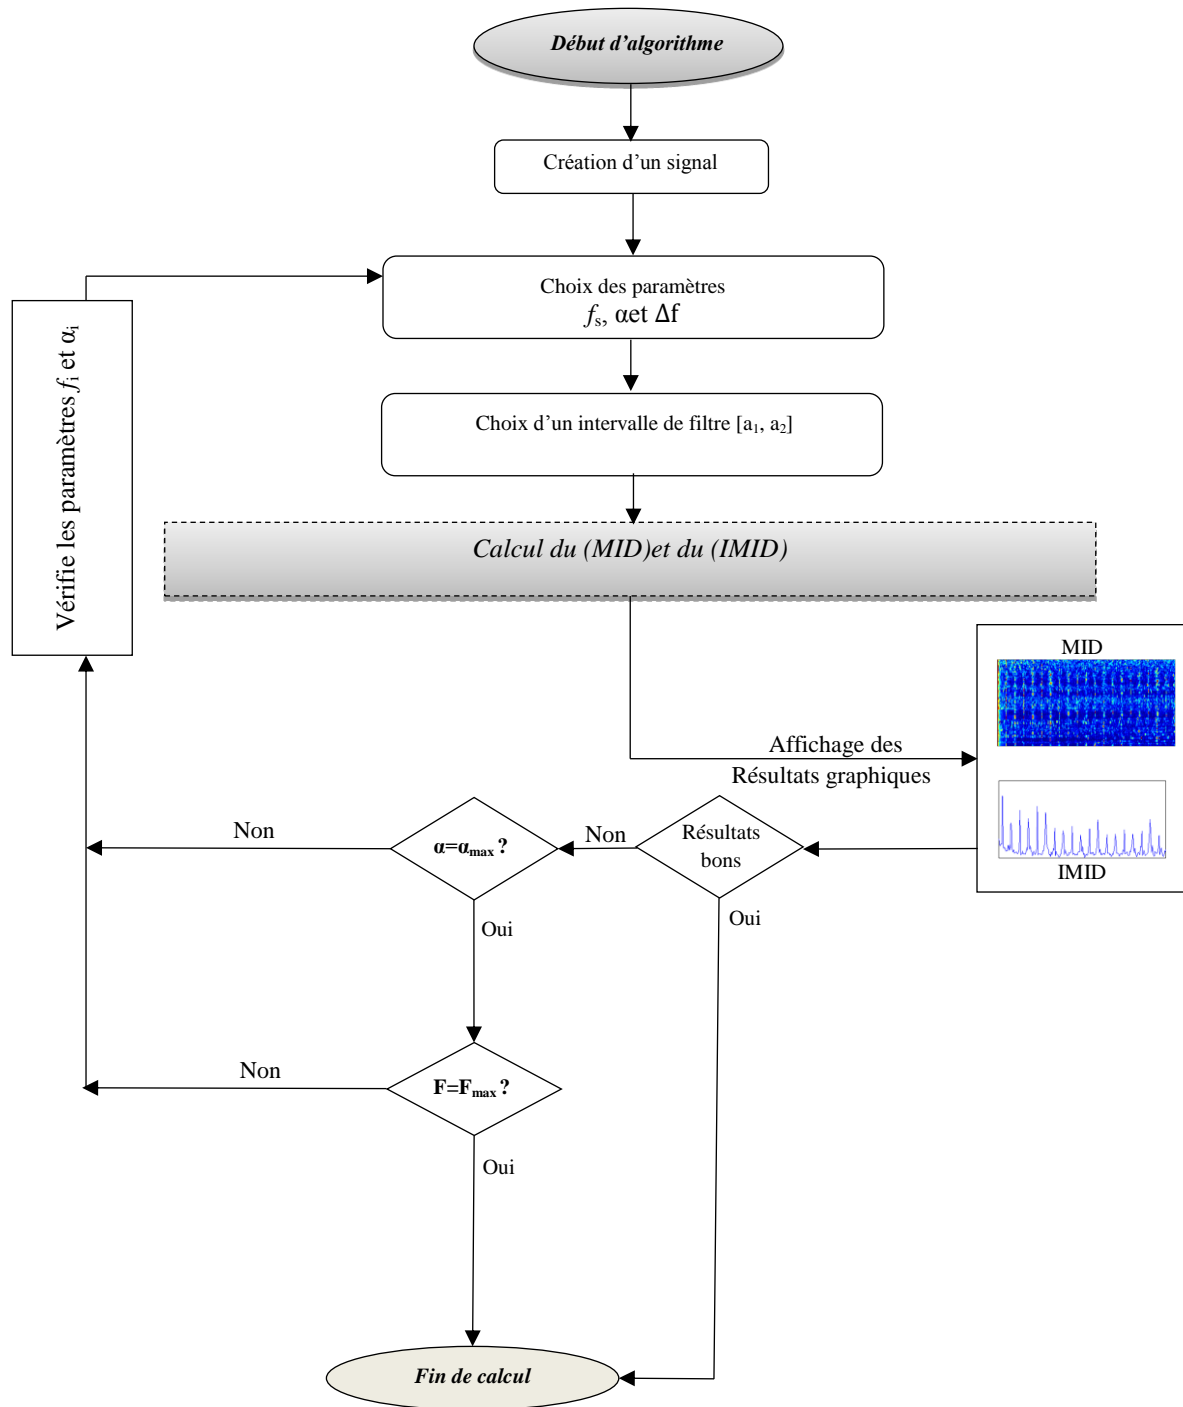 Début d’algorithme
Création d’un signal
Choix des paramètres
fs, αet Δf
Vérifie les paramètres fi et αi
Choix d’un intervalle de filtre [a1, a2]
Calcul du (MID)et du (IMID)
MID
Affichage des
Résultats graphiques
IMID
Résultats
bons
Non
α=αmax ?
Non
Oui
Oui
F=Fmax ?
Non
Oui
Fin de calcul